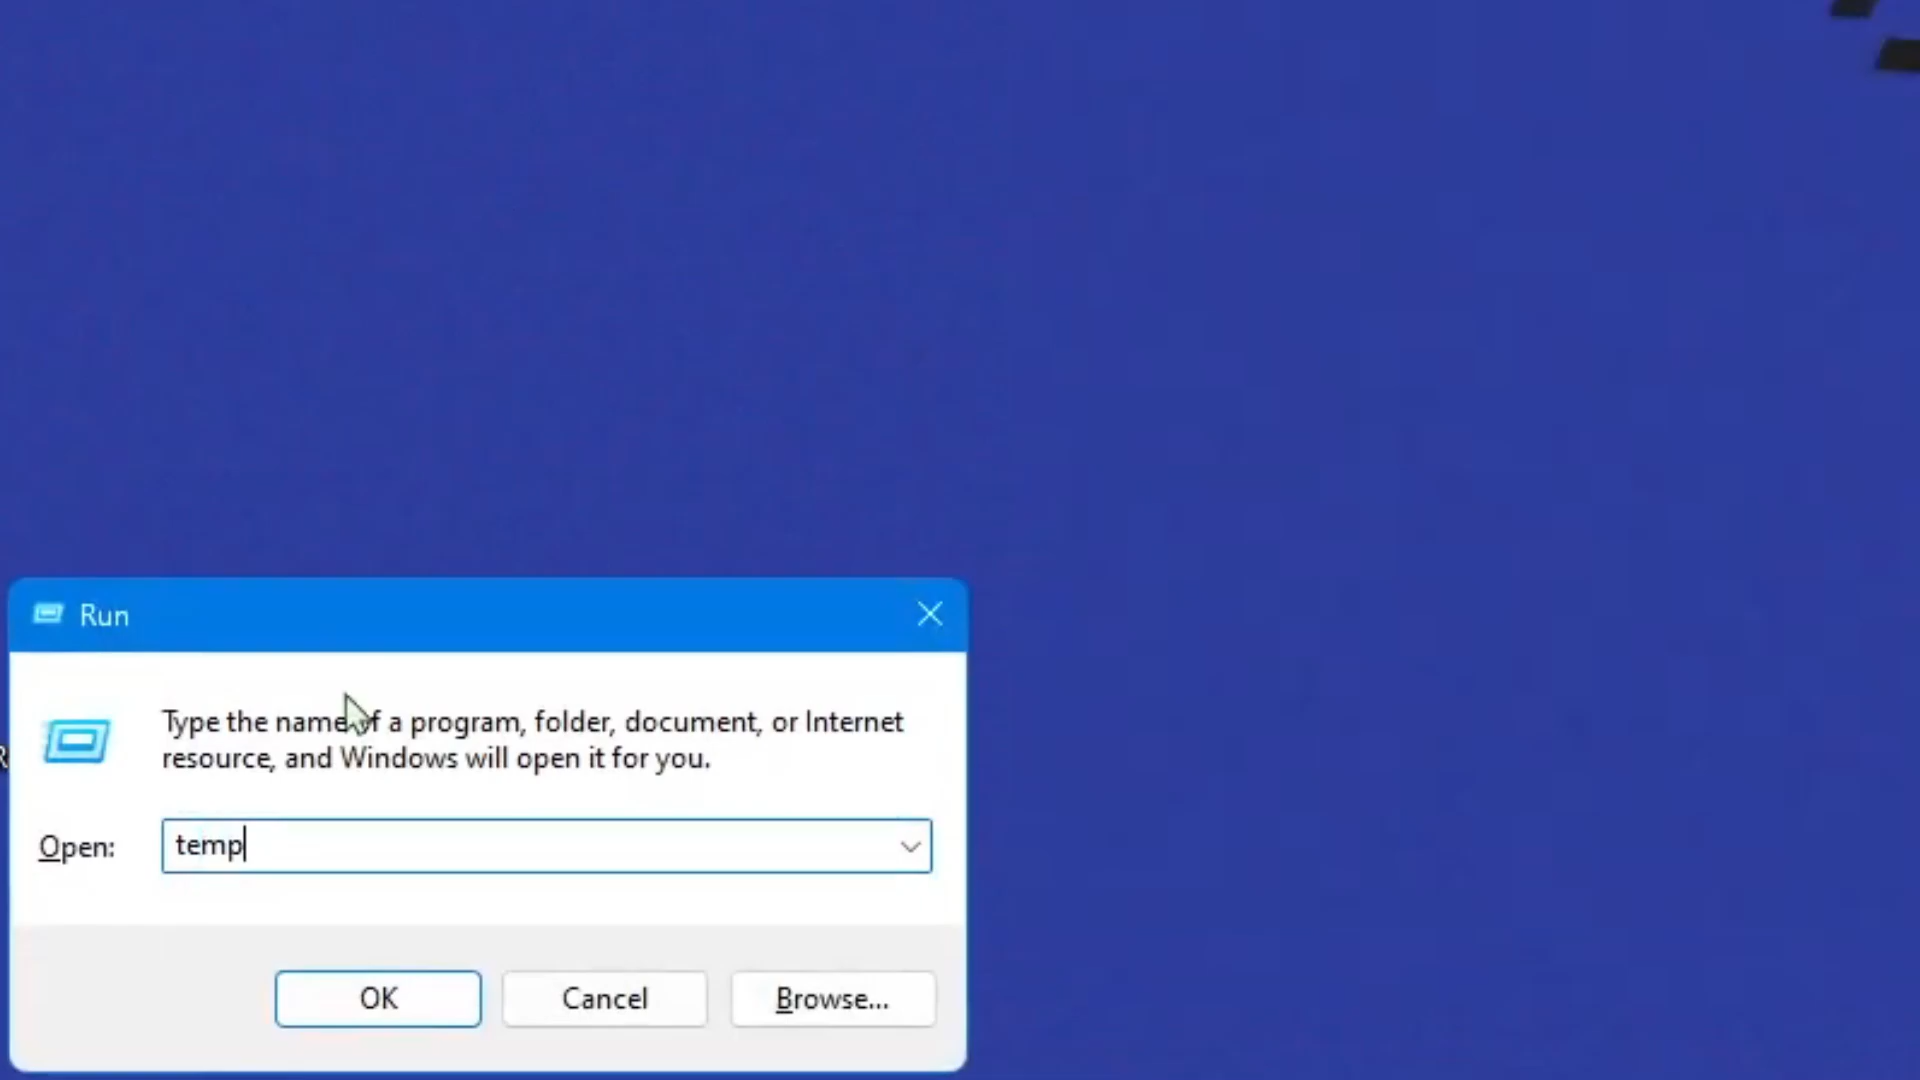 Run
Type the name of a program, folder, document, or Internet
resource, and Windows will open it for you.
Open:
temp
OK
Cancel
Browse...